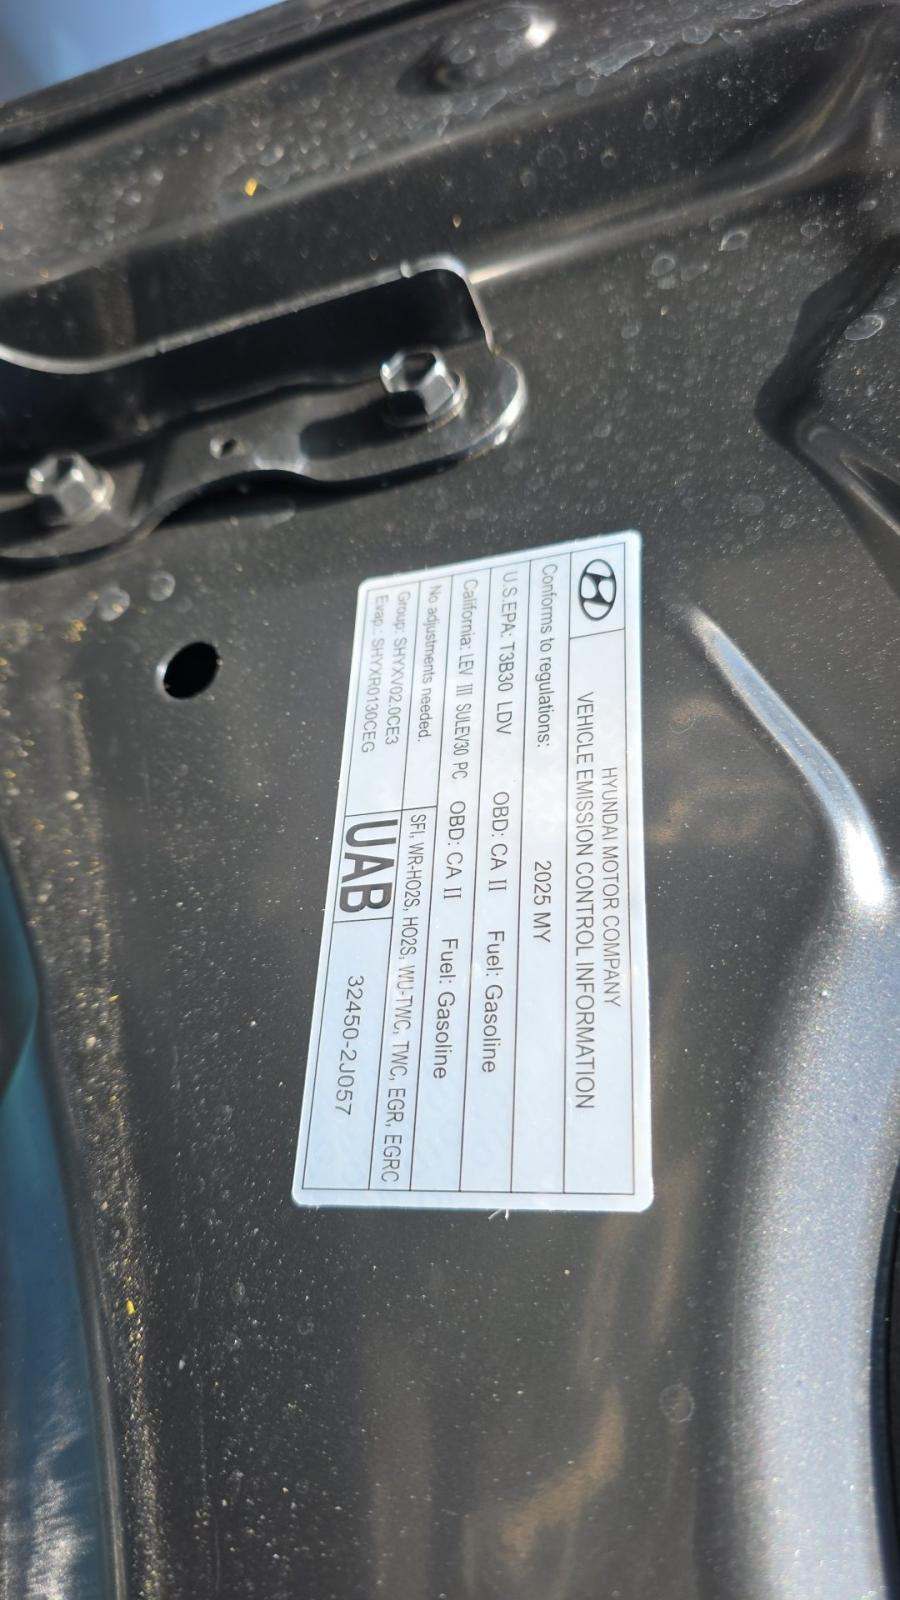 HYUNDAI MOTOR COMPANY
VEHICLE EMISSION CONTROL INFORMATION
Conforms to regulations: 2025 MY
U.S.EPA: T3B30 LDV OBD: CA II Fuel: Gasoline
California: LEV III SULEV30 PC OBD: CA II Fuel: Gasoline
No adjustments needed.
SFI, WR-HO2S, HO2S, WU-TWC, TWC, EGR, EGRC
Group: SHYXV02.0CE3
Evap.: SHYXR0130CEG
UAB
32450-2J057